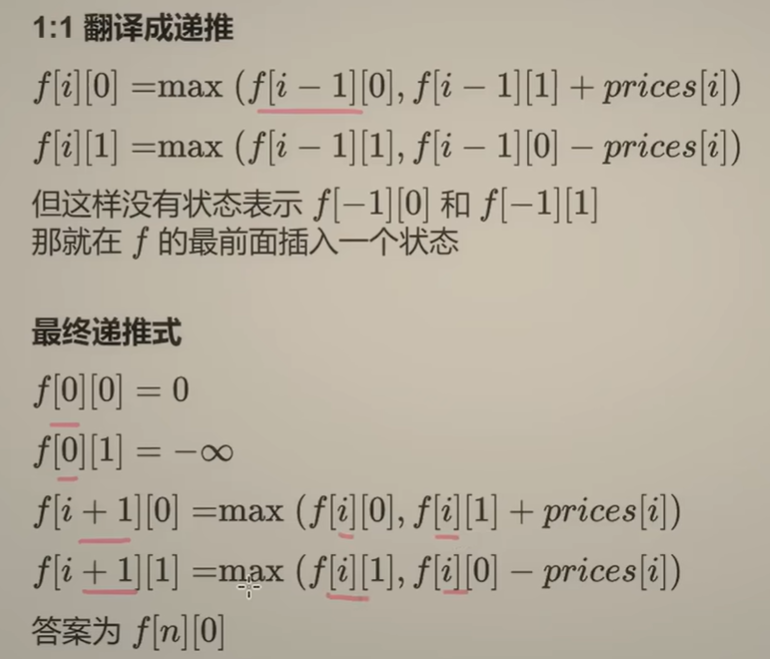 1:1 翻译成递推
f[i][0] =max (f[i − 1][0], f[i − 1][1] + prices[i])
f[i][1] =max (f[i − 1][1], f[i − 1][0] − prices[i])
但这样没有状态表示 f[−1][0] 和 f[−1][1]
那就在 f 的最前面插入一个状态
最终递推式
f[0][0] = 0
f[0][1] = −∞
f[i + 1][0] =max (f[i][0], f[i][1] + prices[i])
f[i + 1][1] =max (f[i][1], f[i][0] − prices[i])
答案为 f[n][0]